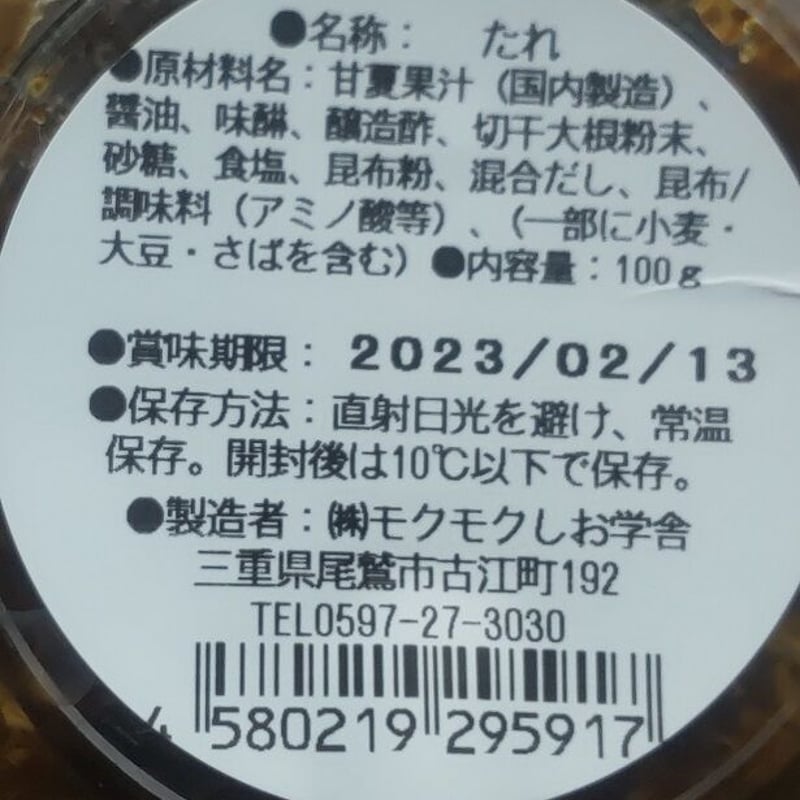 ●名称： たれ
●原材料名：甘夏果汁（国内製造）、
醤油、味醂、醸造酢、切干大根粉末、
砂糖、食塩、昆布粉、混合だし、昆布/
調味料（アミノ酸等）、（一部に小麦・
大豆・さばを含む）●内容量：100g
●賞味期限：2023/02/13
●保存方法：直射日光を避け、常温
保存。開封後は10℃以下で保存。
●製造者：㈱モクモクしお学舎
三重県尾鷲市古江町192
TEL0597-27-3030
4 580219 295917